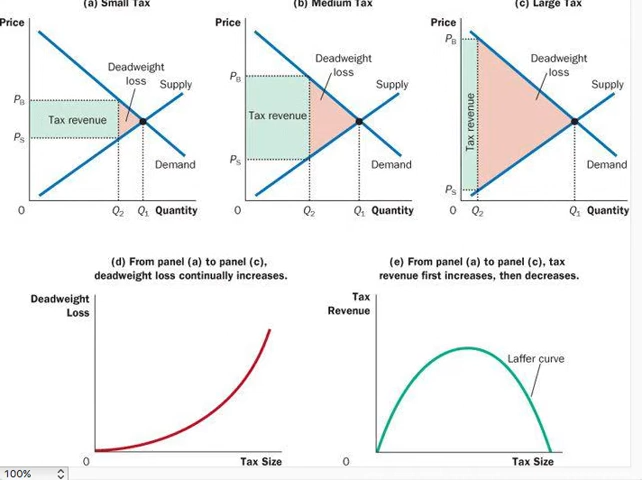 (a) Small Tax
Price
Deadweight
loss
Supply
PB
Tax revenue
PS
Demand
0
Q2
Q1
Quantity
(b) Medium Tax
Price
Deadweight
loss
Supply
PB
Tax revenue
PS
Demand
0
Q2
Q1
Quantity
(c) Large Tax
Price
PB
Deadweight
loss
Supply
Tax revenue
Demand
PS
0
Q2
Q1
Quantity
(d) From panel (a) to panel (c),
deadweight loss continually increases.
Deadweight
Loss
0
Tax Size
(e) From panel (a) to panel (c), tax
revenue first increases, then decreases.
Tax
Revenue
Laffer curve
0
Tax Size
100%